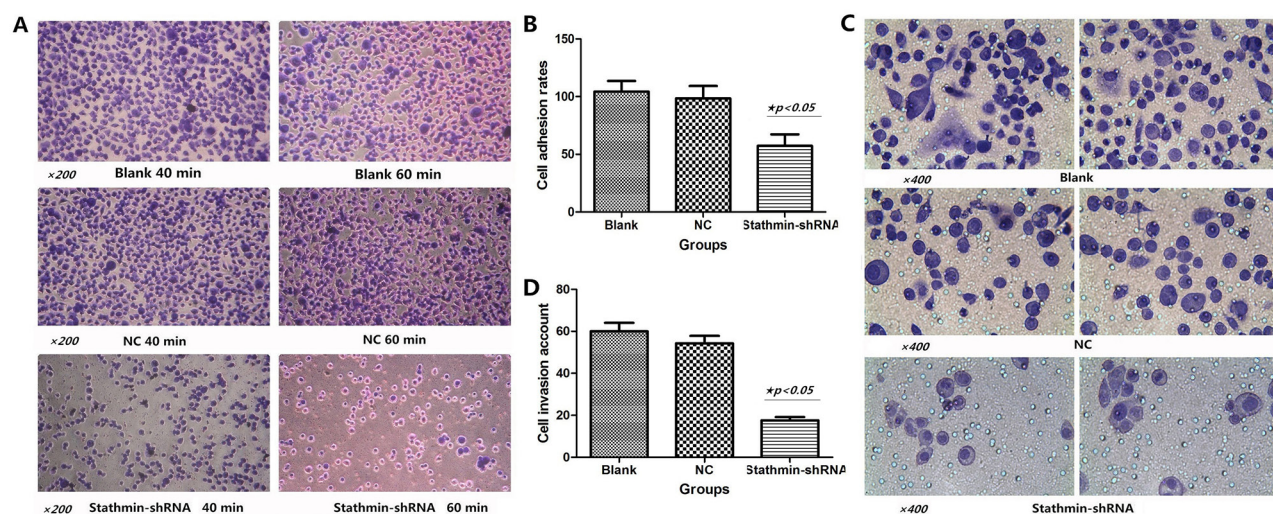 A
×200 Blank 40 min Blank 60 min
×200 NC 40 min NC 60 min
×200 Stathmin-shRNA 40 min Stathmin-shRNA 60 min
B
Cell adhesion rates
150
100
50
0
★p<0.05
Blank NC Stathmin-shRNA
Groups
D
Cell invasion account
80
60
40
20
0
★p<0.05
Blank NC Stathmin-shRNA
Groups
C
×400 Blank
×400 NC
×400 Stathmin-shRNA